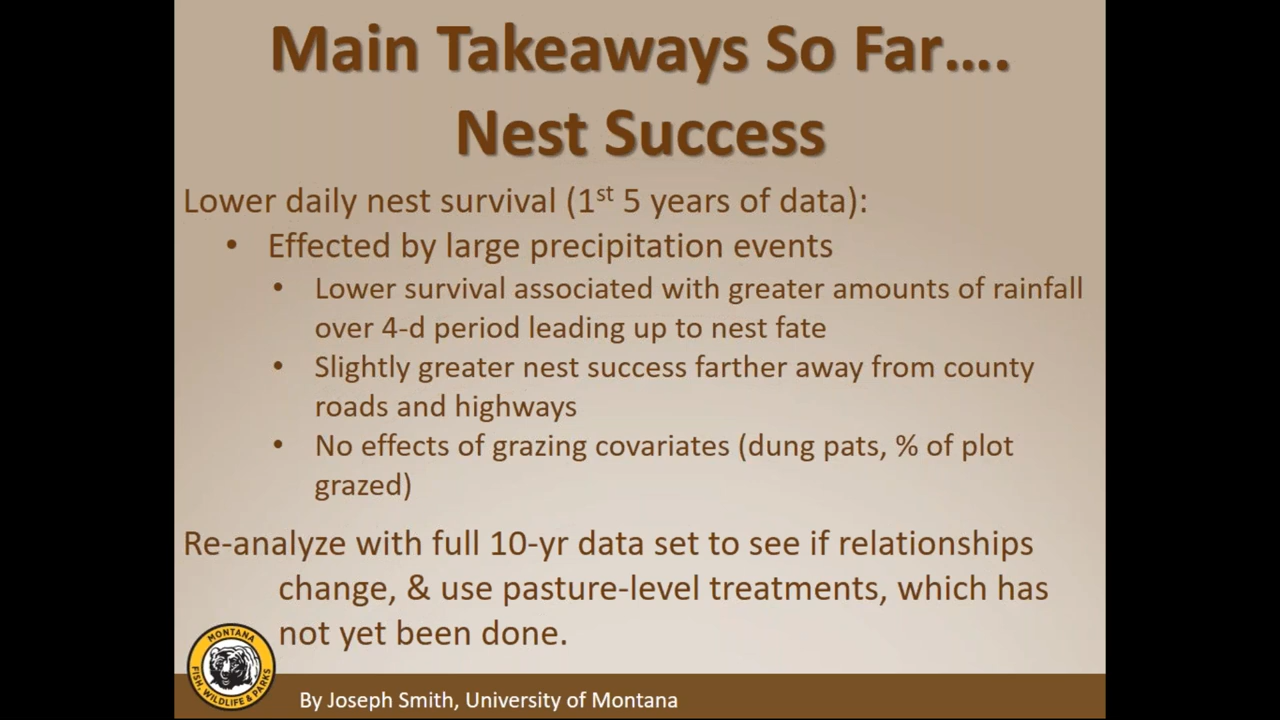 Main Takeaways So Far....
Nest Success
Lower daily nest survival (1st 5 years of data):
• Effected by large precipitation events
• Lower survival associated with greater amounts of rainfall
over 4-d period leading up to nest fate
• Slightly greater nest success farther away from county
roads and highways
• No effects of grazing covariates (dung pats, % of plot
grazed)
Re-analyze with full 10-yr data set to see if relationships
change, & use pasture-level treatments, which has
not yet been done.
MONTANA
FISH, WILDLIFE & PARKS
By Joseph Smith, University of Montana